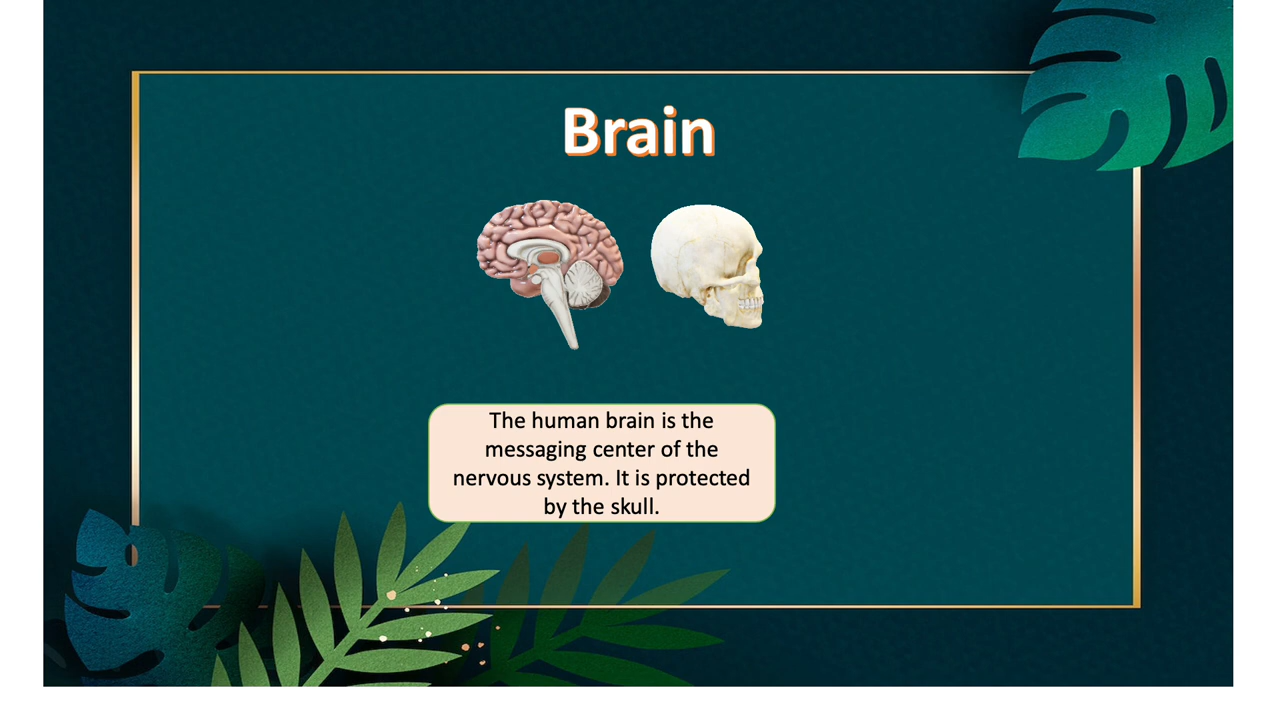 Brain
The human brain is the
messaging center of the
nervous system. It is protected
by the skull.